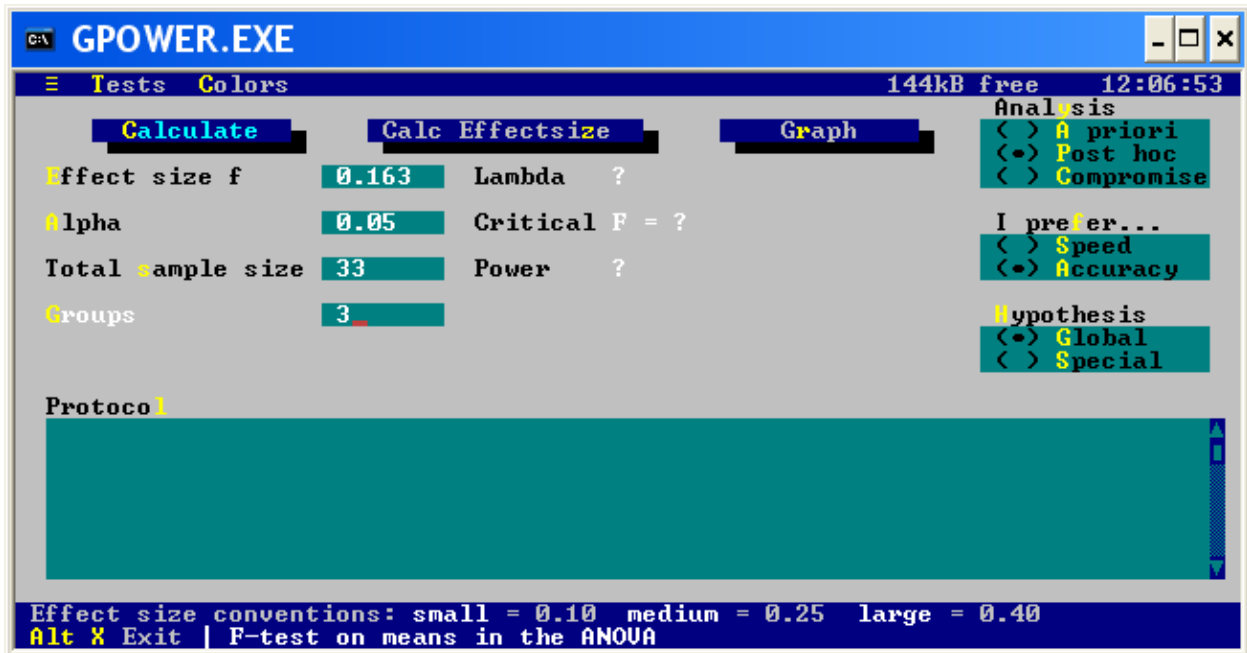 GPOWER.EXE
≡ Tests Colors 144kB free 12:06:53
Analysis
Calculate Calc Effectsize Graph ( ) A priori
(•) Post hoc
Effect size f 0.163 Lambda ? ( ) Compromise
Alpha 0.05 Critical F = ? I prefer...
( ) Speed
Total sample size 33 Power ? (•) Accuracy
Groups 3_ Hypothesis
(•) Global
( ) Special
Protocol
Effect size conventions: small = 0.10 medium = 0.25 large = 0.40
Alt X Exit | F-test on means in the ANOVA